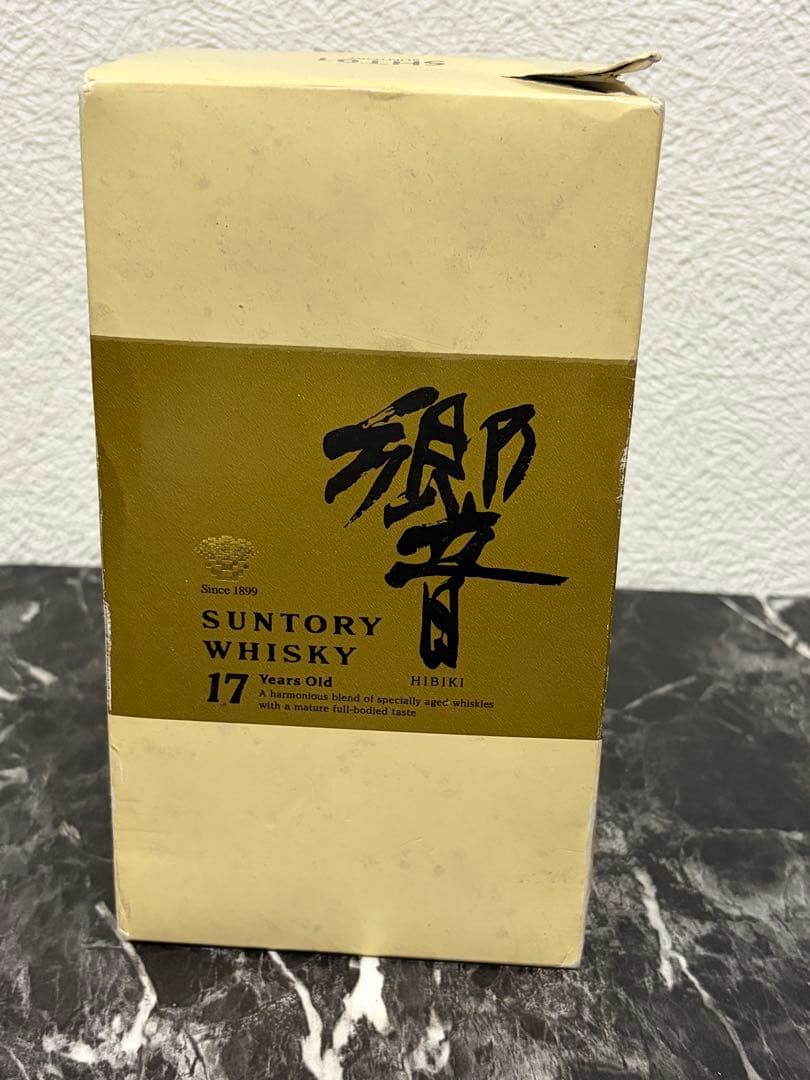 響
Since 1899
SUNTORY
WHISKY
HIBIKI
17 Years Old
A harmonious blend of specially aged whiskies
with a mature full-bodied taste